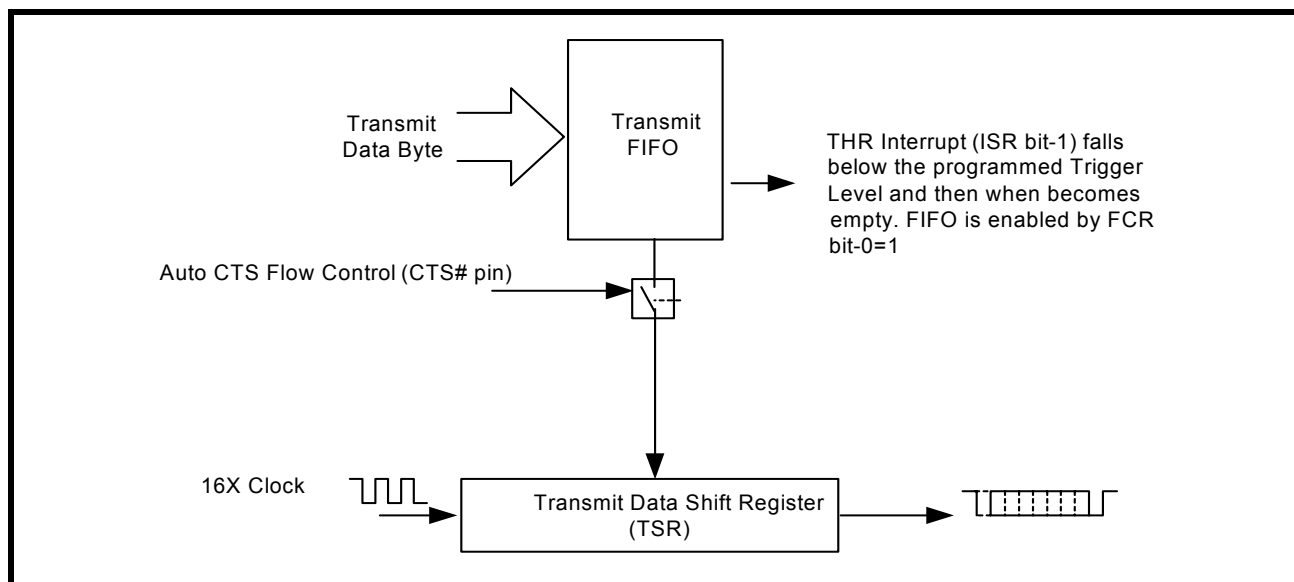 Transmit
Data Byte
Transmit
FIFO
THR Interrupt (ISR bit-1) falls
below the programmed Trigger
Level and then when becomes
empty. FIFO is enabled by FCR
bit-0=1
Auto CTS Flow Control (CTS# pin)
16X Clock
Transmit Data Shift Register
(TSR)